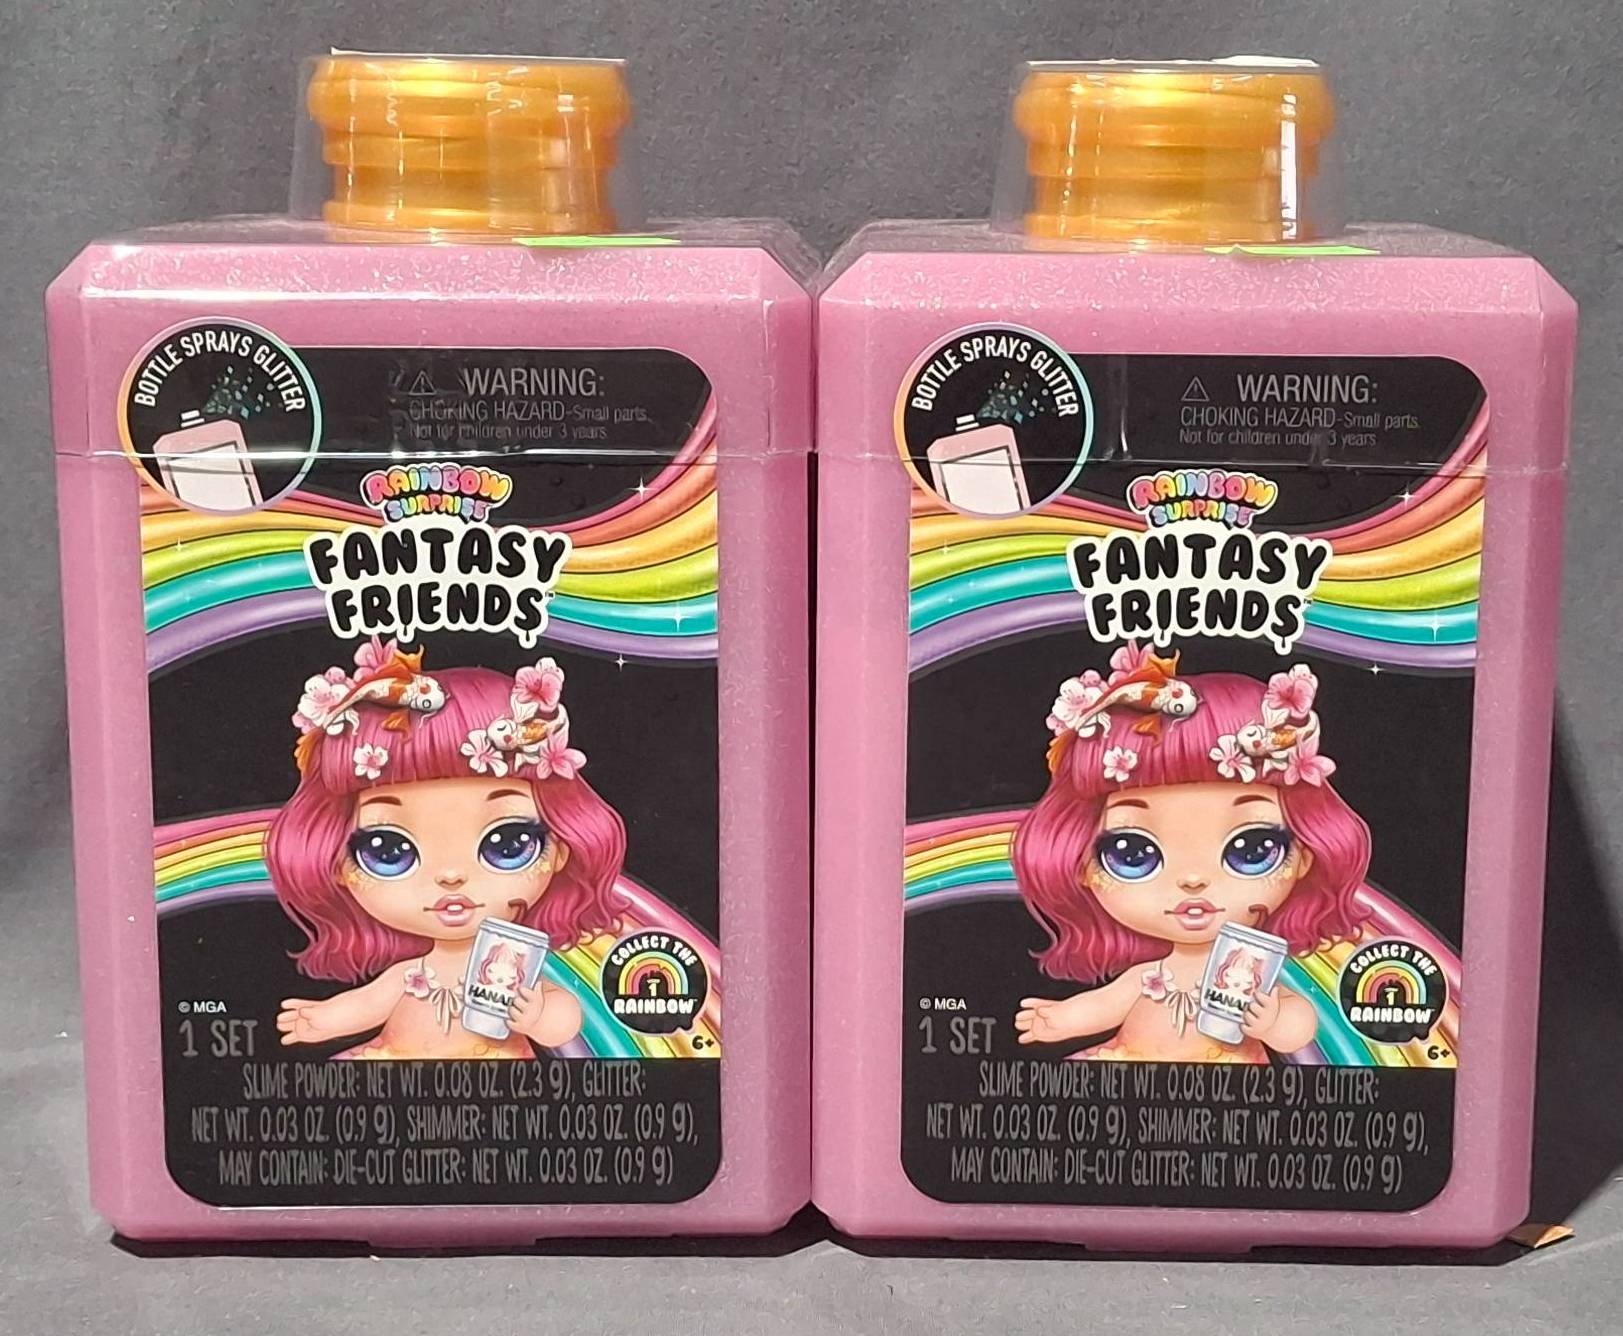 BOTTLE SPRAYS GLITTER
⚠ WARNING:
CHOKING HAZARD-Small parts.
Not for children under 3 years
RAINBOW
SURPRISE
FANTASY
FRIENDS™
COLLECT THE
1
RAINBOW™
© MGA
1 SET
6+
SLIME POWDER: NET WT. 0.08 OZ. (2.3 g), GLITTER:
NET WT. 0.03 OZ. (0.9 g), SHIMMER: NET WT. 0.03 OZ. (0.9 g),
MAY CONTAIN: DIE-CUT GLITTER: NET WT. 0.03 OZ. (0.9 g)
BOTTLE SPRAYS GLITTER
⚠ WARNING:
CHOKING HAZARD-Small parts.
Not for children under 3 years
RAINBOW
SURPRISE
FANTASY
FRIENDS™
COLLECT THE
1
RAINBOW™
© MGA
1 SET
6+
SLIME POWDER: NET WT. 0.08 OZ. (2.3 g), GLITTER:
NET WT. 0.03 OZ. (0.9 g), SHIMMER: NET WT. 0.03 OZ. (0.9 g),
MAY CONTAIN: DIE-CUT GLITTER: NET WT. 0.03 OZ. (0.9 g)